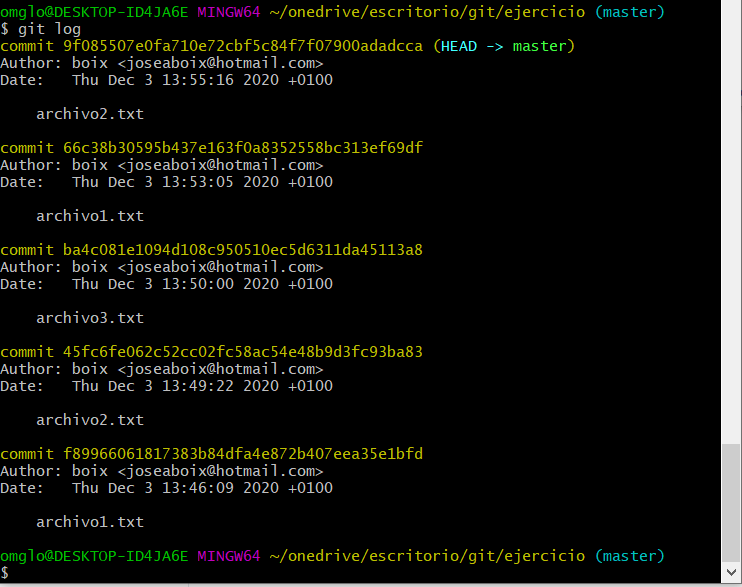 omglo@DESKTOP-ID4JA6E MINGW64 ~/onedrive/escritorio/git/ejercicio (master)
$ git log
commit 9f085507e0fa710e72cbf5c84f7f07900adadcca (HEAD -> master)
Author: boix <joseaboix@hotmail.com>
Date:   Thu Dec 3 13:55:16 2020 +0100

    archivo2.txt

commit 66c38b30595b437e163f0a8352558bc313ef69df
Author: boix <joseaboix@hotmail.com>
Date:   Thu Dec 3 13:53:05 2020 +0100

    archivo1.txt

commit ba4c081e1094d108c950510ec5d6311da45113a8
Author: boix <joseaboix@hotmail.com>
Date:   Thu Dec 3 13:50:00 2020 +0100

    archivo3.txt

commit 45fc6fe062c52cc02fc58ac54e48b9d3fc93ba83
Author: boix <joseaboix@hotmail.com>
Date:   Thu Dec 3 13:49:22 2020 +0100

    archivo2.txt

commit f89966061817383b84dfa4e872b407eea35e1bfd
Author: boix <joseaboix@hotmail.com>
Date:   Thu Dec 3 13:46:09 2020 +0100

    archivo1.txt

omglo@DESKTOP-ID4JA6E MINGW64 ~/onedrive/escritorio/git/ejercicio (master)
$